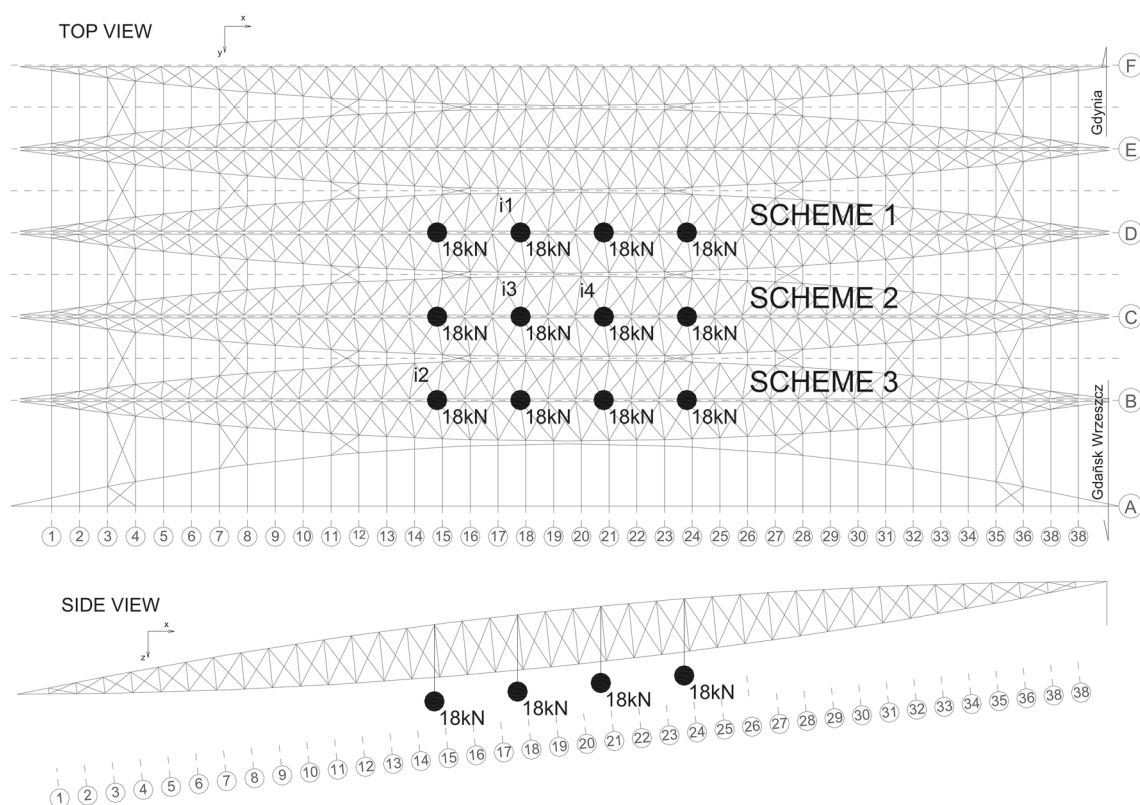 TOP VIEW
x
y
F
Gdynia
E
i1
SCHEME 1
D
18kN 18kN 18kN 18kN
i3 i4
SCHEME 2
C
18kN 18kN 18kN 18kN
i2
SCHEME 3
B
18kN 18kN 18kN 18kN
Gdańsk Wrzeszcz
A
1 2 3 4 5 6 7 8 9 10 11 12 13 14 15 16 17 18 19 20 21 22 23 24 25 26 27 28 29 30 31 32 33 34 35 36 38 38
SIDE VIEW
x
z
18kN 18kN 18kN 18kN
1 2 3 4 5 6 7 8 9 10 11 12 13 14 15 16 17 18 19 20 21 22 23 24 25 26 27 28 29 30 31 32 33 34 35 36 38 38